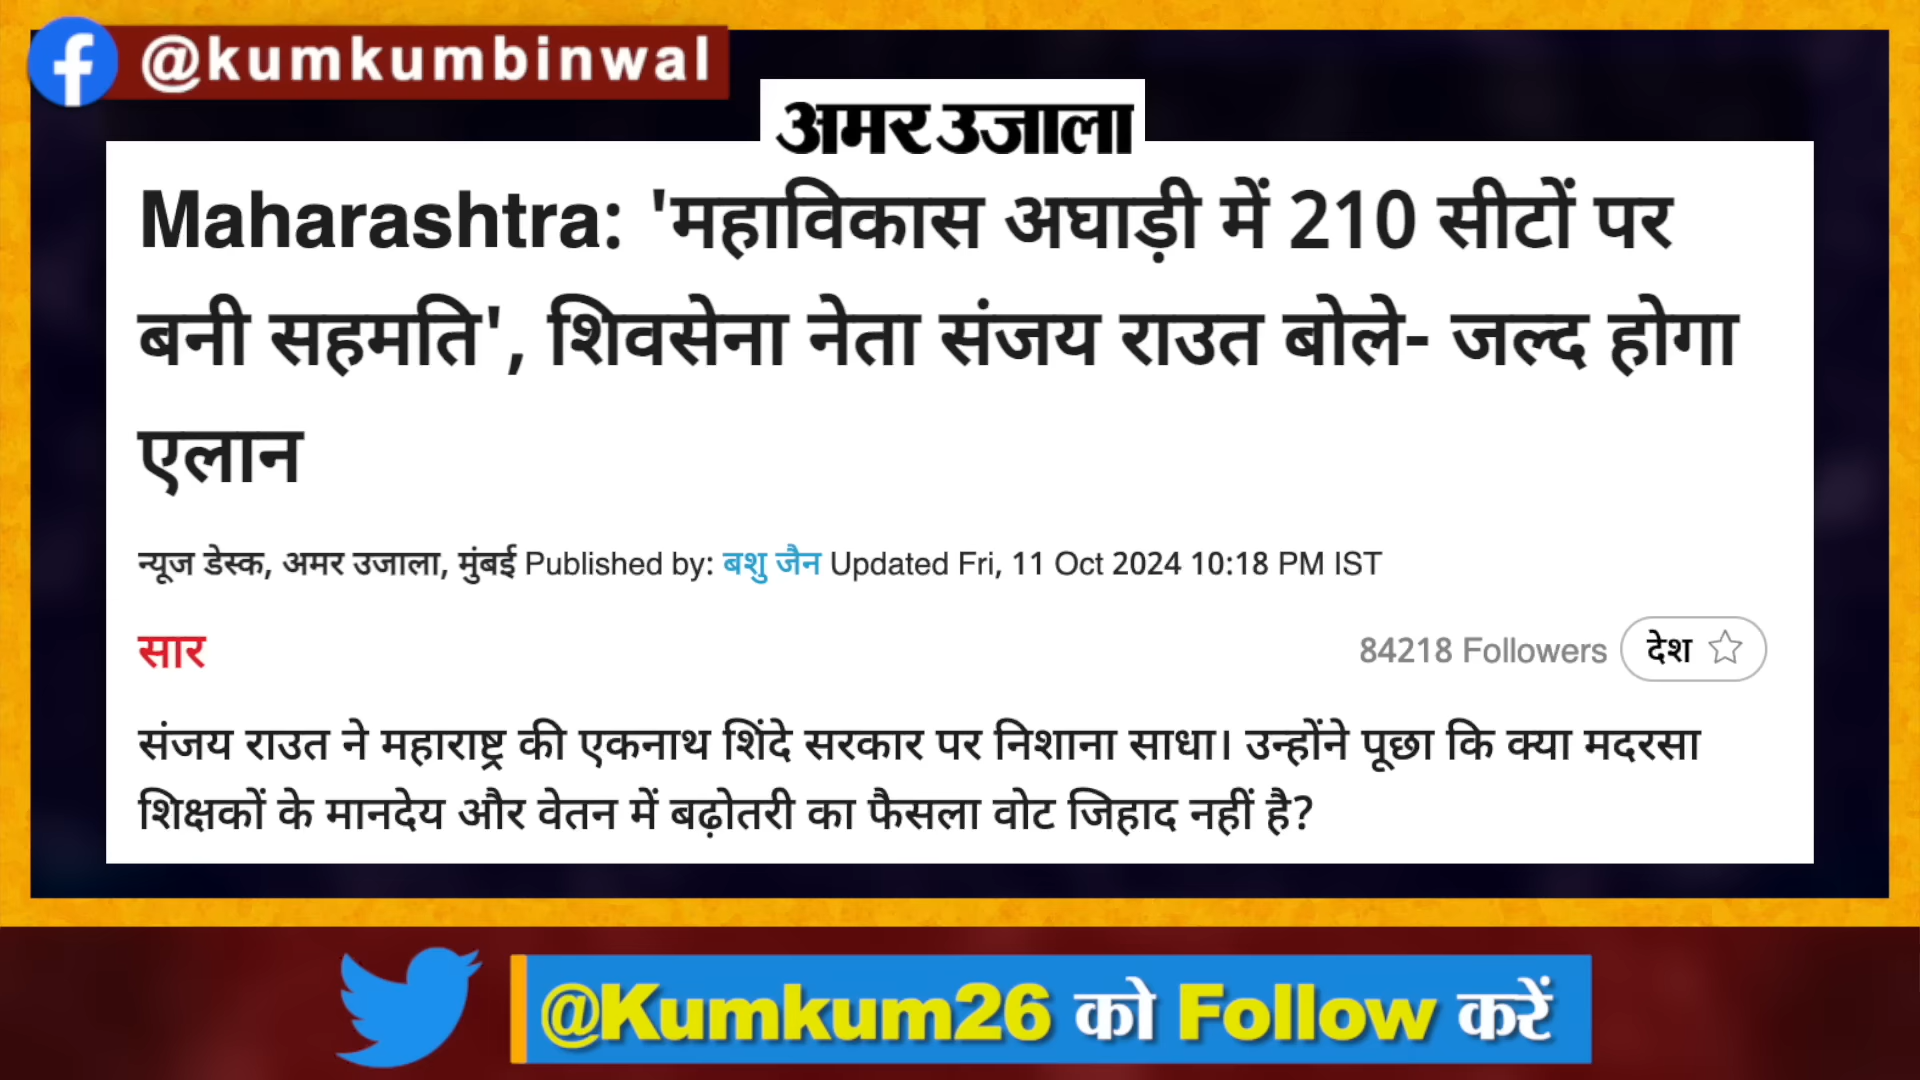 @kumkumbinwal
अमर उजाला
Maharashtra: 'महाविकास अघाड़ी में 210 सीटों पर
बनी सहमति', शिवसेना नेता संजय राउत बोले- जल्द होगा
एलान
न्यूज डेस्क, अमर उजाला, मुंबई Published by: बशु जैन Updated Fri, 11 Oct 2024 10:18 PM IST
सार
84218 Followers देश
संजय राउत ने महाराष्ट्र की एकनाथ शिंदे सरकार पर निशाना साधा। उन्होंने पूछा कि क्या मदरसा
शिक्षकों के मानदेय और वेतन में बढ़ोतरी का फैसला वोट जिहाद नहीं है?
@Kumkum26 को Follow करें